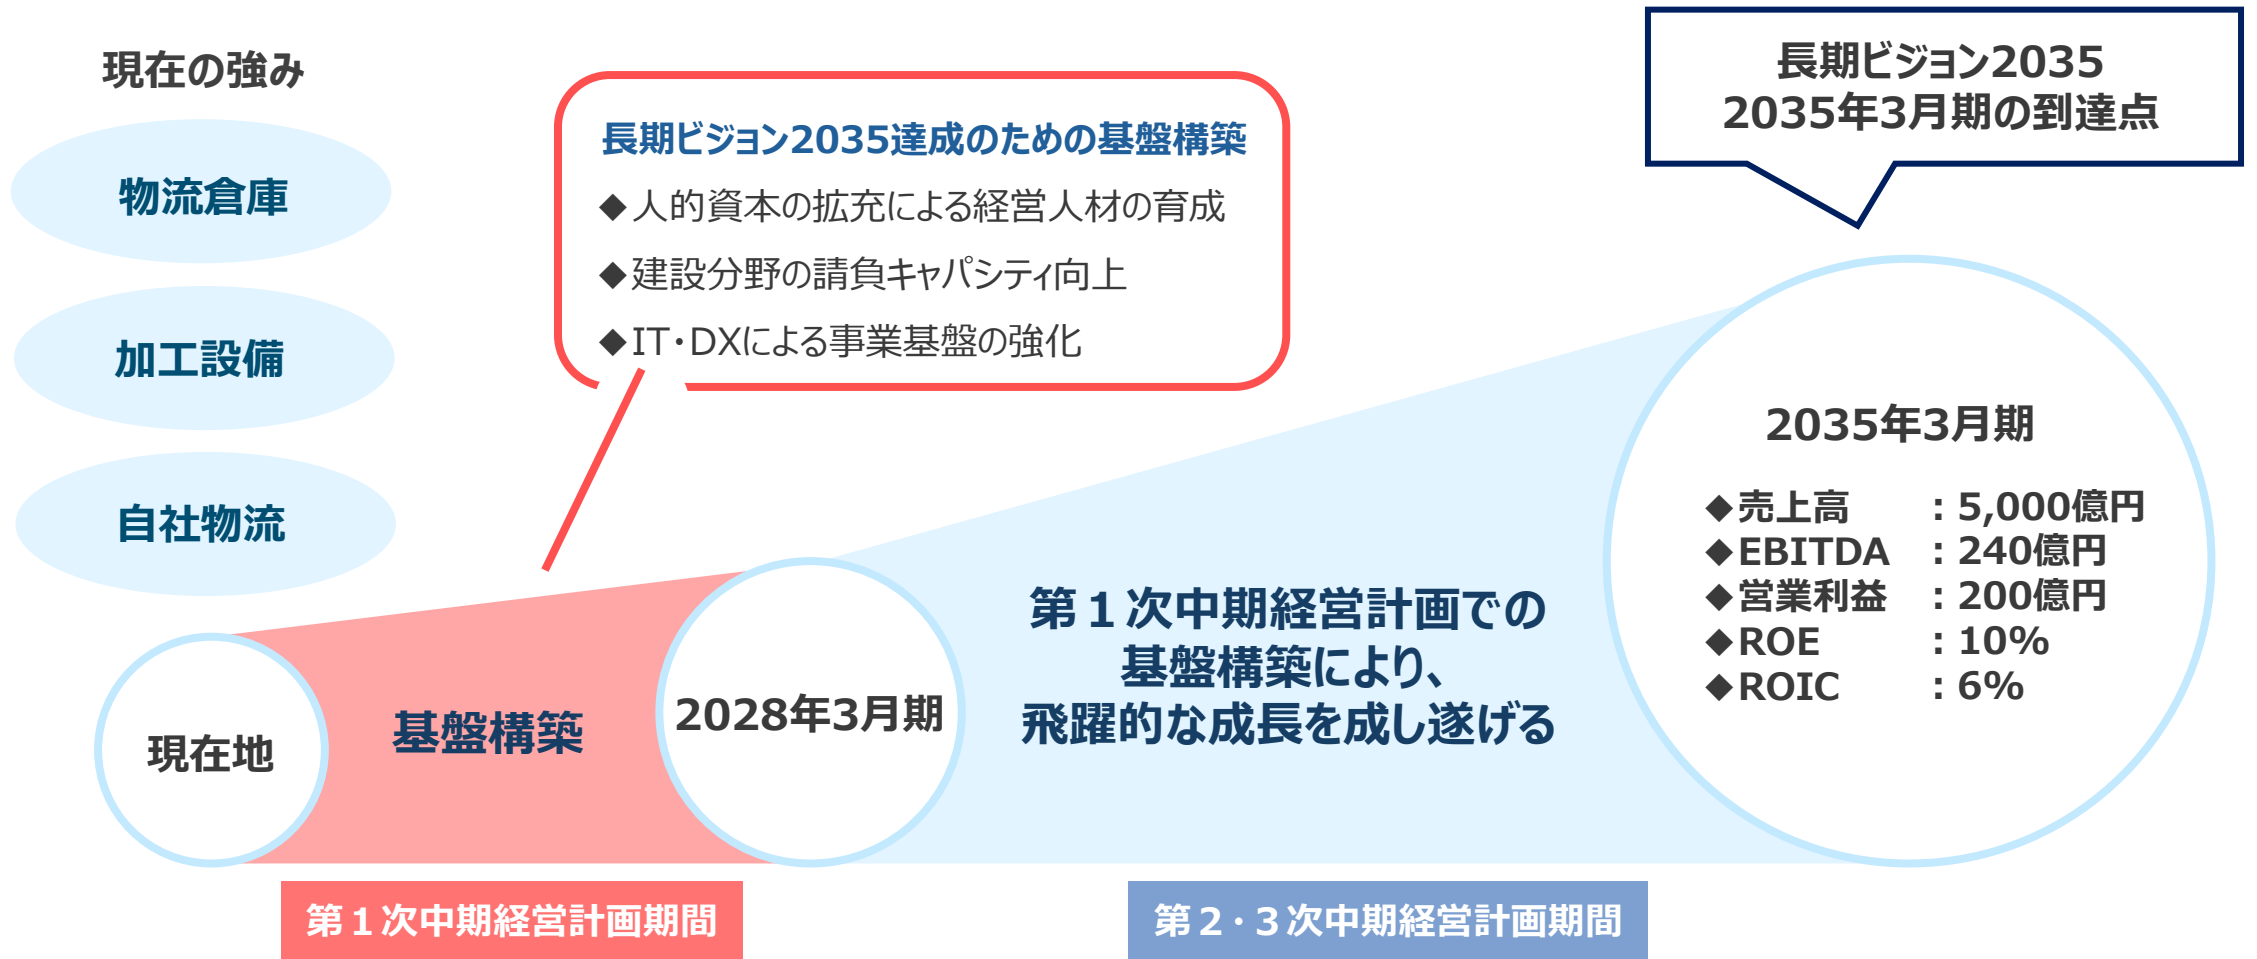 現在の強み
物流倉庫
加工設備
自社物流
長期ビジョン2035達成のための基盤構築
◆人的資本の拡充による経営人材の育成
◆建設分野の請負キャパシティ向上
◆IT・DXによる事業基盤の強化
長期ビジョン2035
2035年3月期の到達点
現在地
基盤構築
2028年3月期
第１次中期経営計画での
基盤構築により、
飛躍的な成長を成し遂げる
2035年3月期
◆売上高 ：5,000億円
◆EBITDA ：240億円
◆営業利益 ：200億円
◆ROE ：10%
◆ROIC ：6%
第１次中期経営計画期間
第２・３次中期経営計画期間